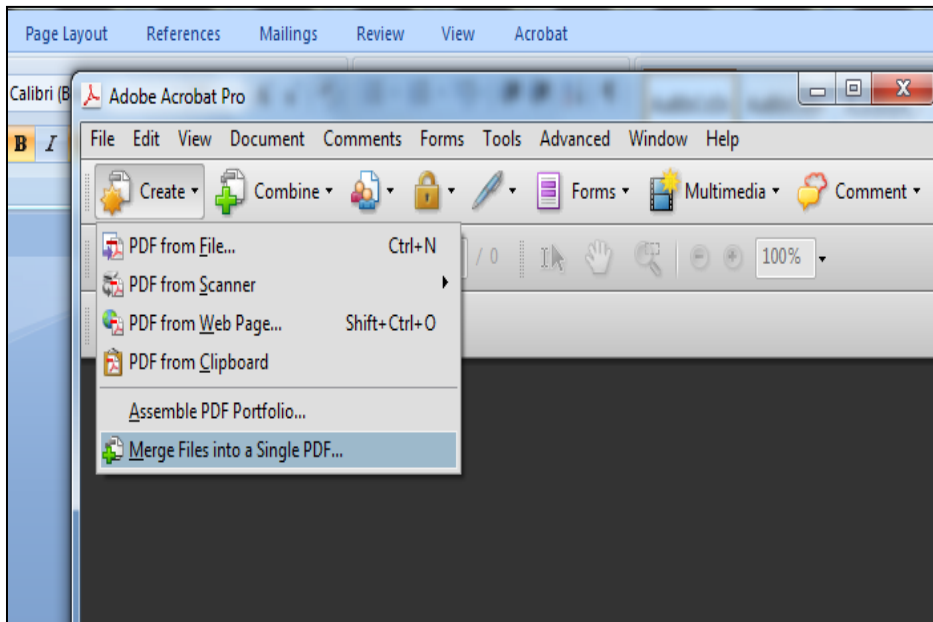 Page Layout References Mailings Review View Acrobat
Calibri (B
Adobe Acrobat Pro
B I
File Edit View Document Comments Forms Tools Advanced Window Help
Create Combine Forms Multimedia Comment
PDF from File... Ctrl+N
/ 0 100%
PDF from Scanner
PDF from Web Page... Shift+Ctrl+O
PDF from Clipboard
Assemble PDF Portfolio...
Merge Files into a Single PDF...